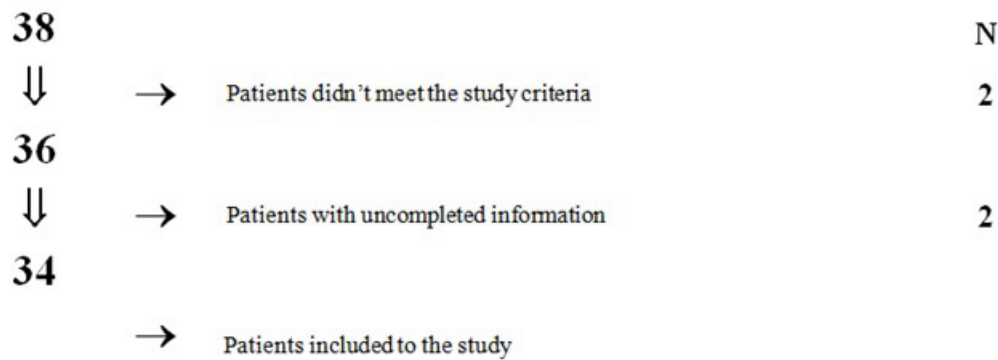 38 N
⇓ → Patients didn't meet the study criteria 2
36
⇓ → Patients with uncompleted information 2
34
→ Patients included to the study